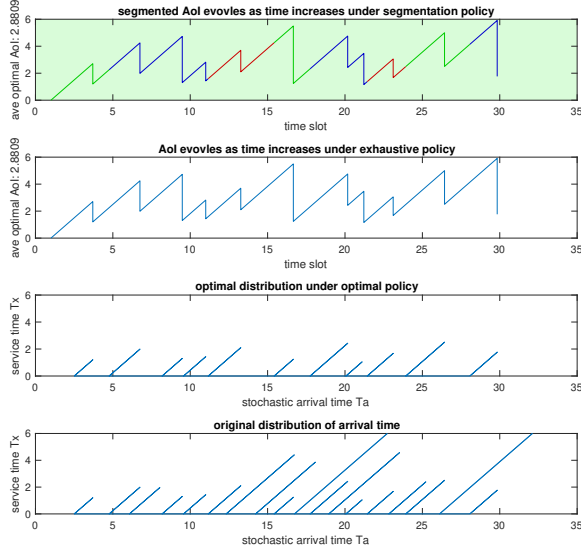 segmented AoI evovles as time increases under segmentation policy
ave optimal AoI: 2.8809
6
4
2
0
0 5 10 15 20 25 30 35
time slot
AoI evovles as time increases under exhaustive policy
ave optimal AoI: 2.8809
6
4
2
0
0 5 10 15 20 25 30 35
time slot
optimal distribution under optimal policy
service time Tx
6
4
2
0
0 5 10 15 20 25 30 35
stochastic arrival time Ta
original distribution of arrival time
service time Tx
6
4
2
0
0 5 10 15 20 25 30 35
stochastic arrival time Ta